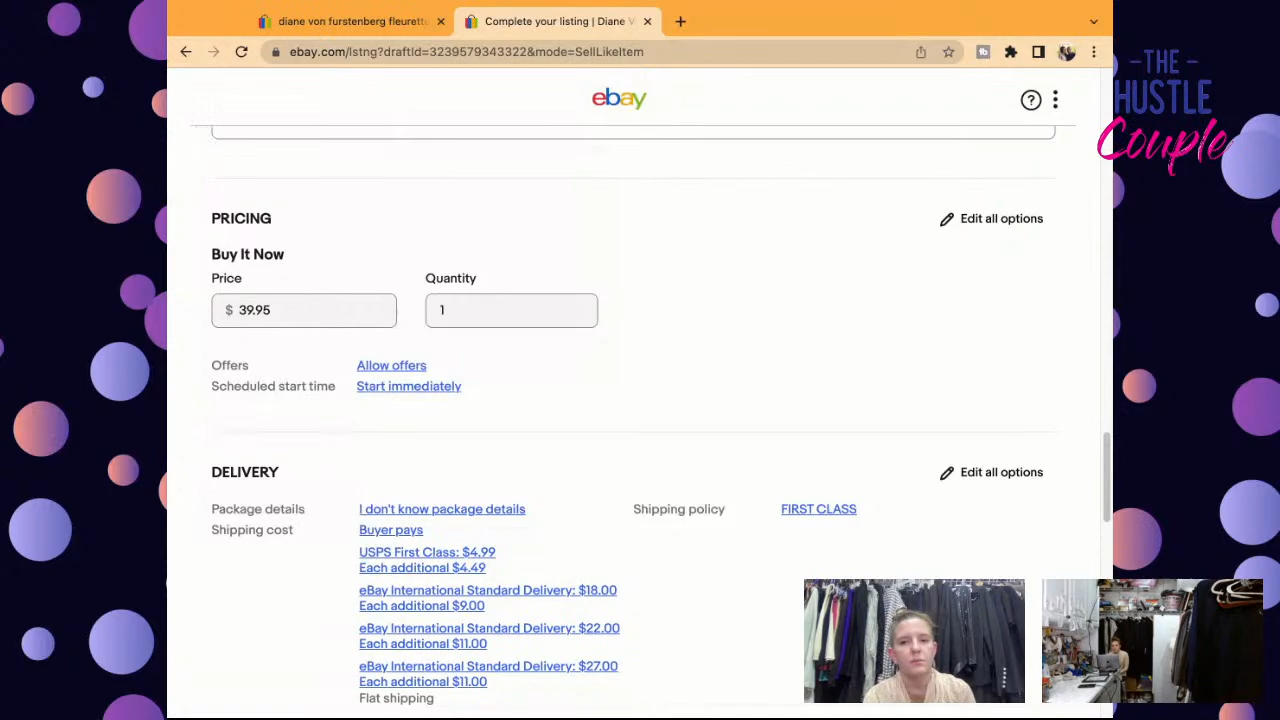 diane von furstenberg fleurett
Complete your listing | Diane V
ebay.com/lstng?draftId=3239579343322&mode=SellLikeItem
THE
HUSTLE
Couple
ebay
PRICING
Edit all options
Buy It Now
Price
Quantity
$ 39.95
1
Offers
Allow offers
Scheduled start time
Start immediately
DELIVERY
Edit all options
Package details
I don't know package details
Shipping policy
FIRST CLASS
Shipping cost
Buyer pays
USPS First Class: $4.99
Each additional $4.49
eBay International Standard Delivery: $18.00
Each additional $9.00
eBay International Standard Delivery: $22.00
Each additional $11.00
eBay International Standard Delivery: $27.00
Each additional $11.00
Flat shipping